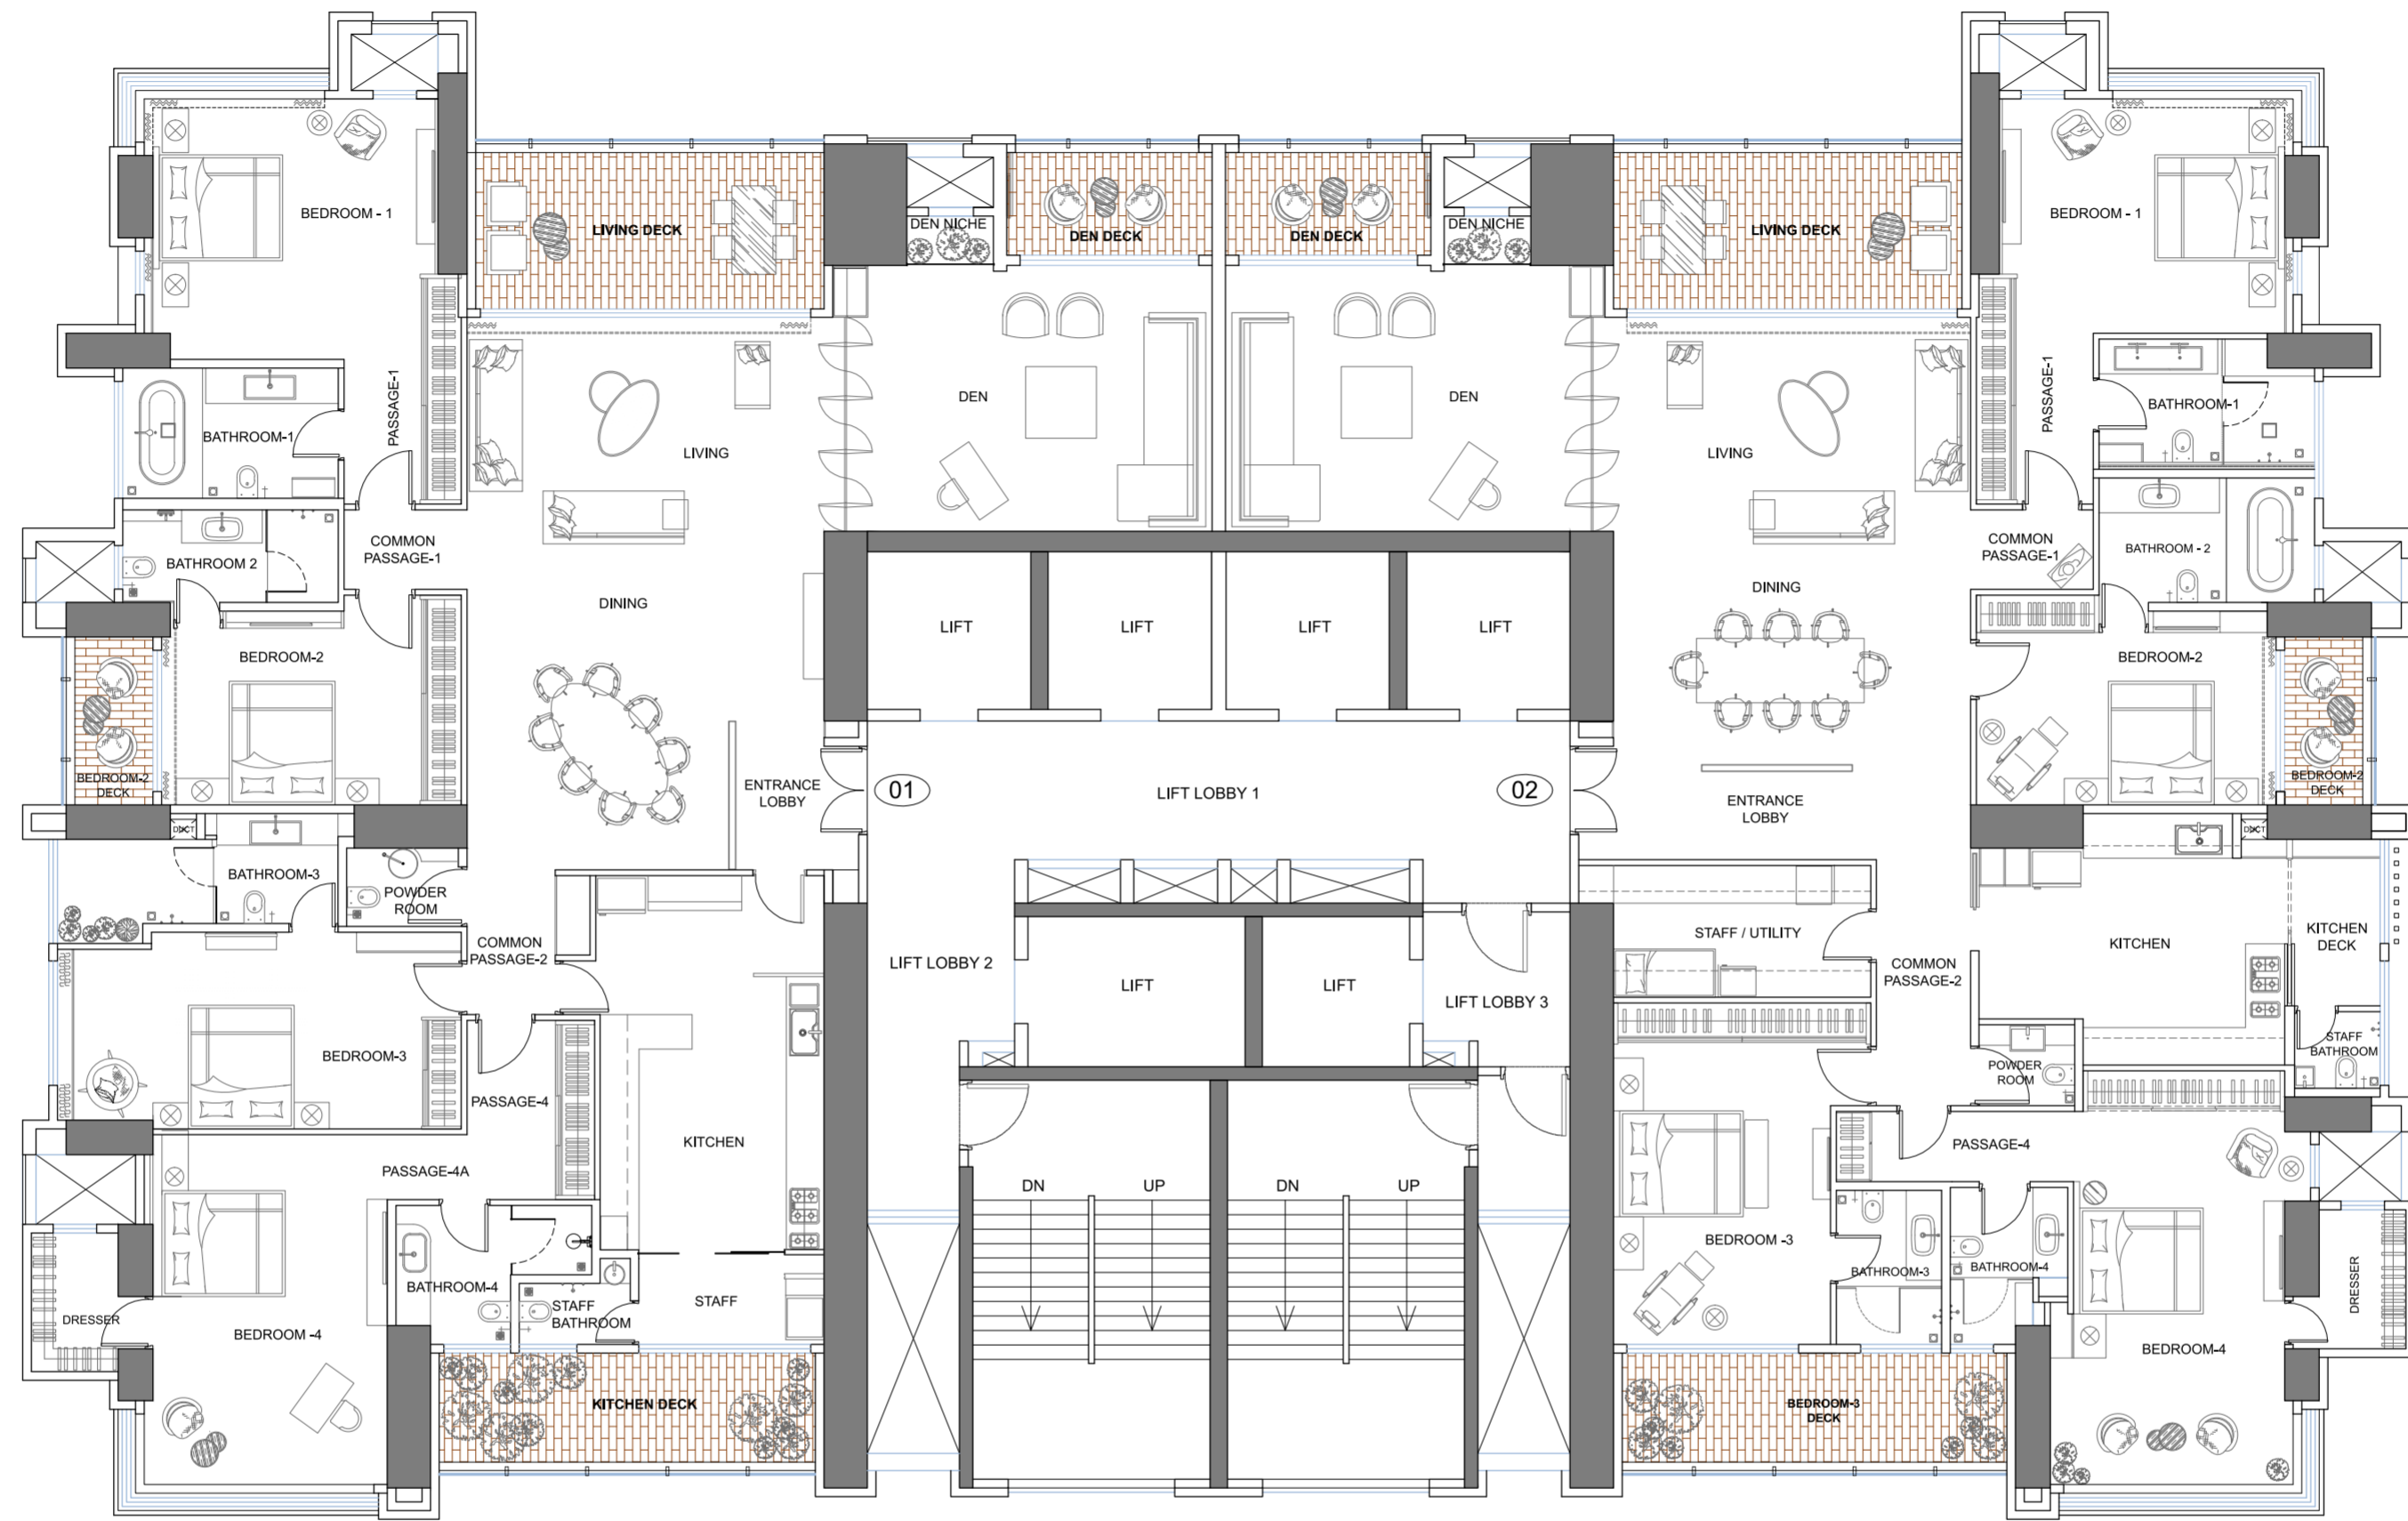 BEDROOM - 1
LIVING DECK
DEN NICHE
DEN DECK
DEN DECK
DEN NICHE
LIVING DECK
BEDROOM - 1
PASSAGE-1
BATHROOM-1
LIVING
DEN
DEN
LIVING
PASSAGE-1
BATHROOM-1
BATHROOM 2
COMMON
PASSAGE-1
DINING
LIFT
LIFT
LIFT
LIFT
DINING
COMMON
PASSAGE-1
BATHROOM - 2
BEDROOM-2
BEDROOM-2
BEDROOM-2
DECK
ENTRANCE
LOBBY
01
LIFT LOBBY 1
02
ENTRANCE
LOBBY
BEDROOM-2
DECK
DUCT
DUCT
BATHROOM-3
POWDER
ROOM
COMMON
PASSAGE-2
LIFT LOBBY 2
LIFT
LIFT
LIFT LOBBY 3
STAFF / UTILITY
COMMON
PASSAGE-2
KITCHEN
KITCHEN
DECK
BEDROOM-3
PASSAGE-4
KITCHEN
POWDER
ROOM
STAFF
BATHROOM
PASSAGE-4A
DN
UP
DN
UP
PASSAGE-4
DRESSER
BEDROOM -4
BATHROOM-4
STAFF
BATHROOM
STAFF
BEDROOM -3
BATHROOM-3
BATHROOM-4
BEDROOM-4
DRESSER
KITCHEN DECK
BEDROOM-3
DECK